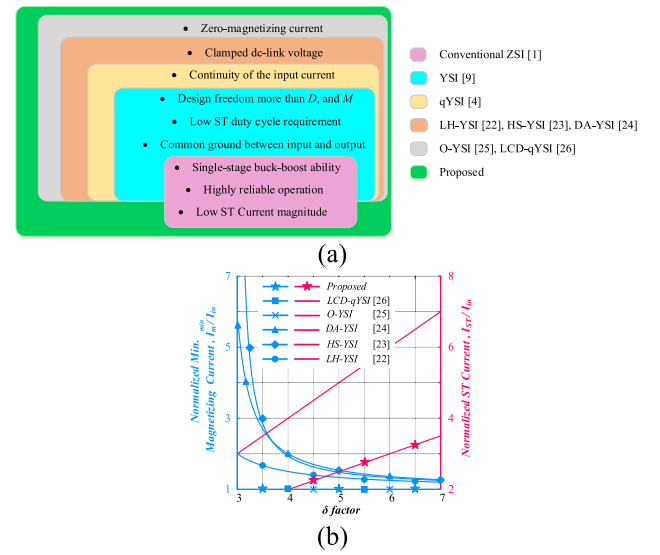 Zero-magnetizing current
Clamped dc-link voltage
Continuity of the input current
Design freedom more than D, and M
Low ST duty cycle requirement
Common ground between input and output
Single-stage buck-boost ability
Highly reliable operation
Low ST Current magnitude
Conventional ZSI [1]
YSI [9]
qYSI [4]
LH-YSI [22], HS-YSI [23], DA-YSI [24]
O-YSI [25], LCD-qYSI [26]
Proposed
(a)
Normalized Min.
Magnetizing Current, I_m^min / I_in
7
5
3
1
Proposed
LCD-qYSI [26]
O-YSI [25]
DA-YSI [24]
HS-YSI [23]
LH-YSI [22]
8
6
4
2
Normalized ST Current, I_ST / I_in
3 4 5 6 7
δ factor
(b)